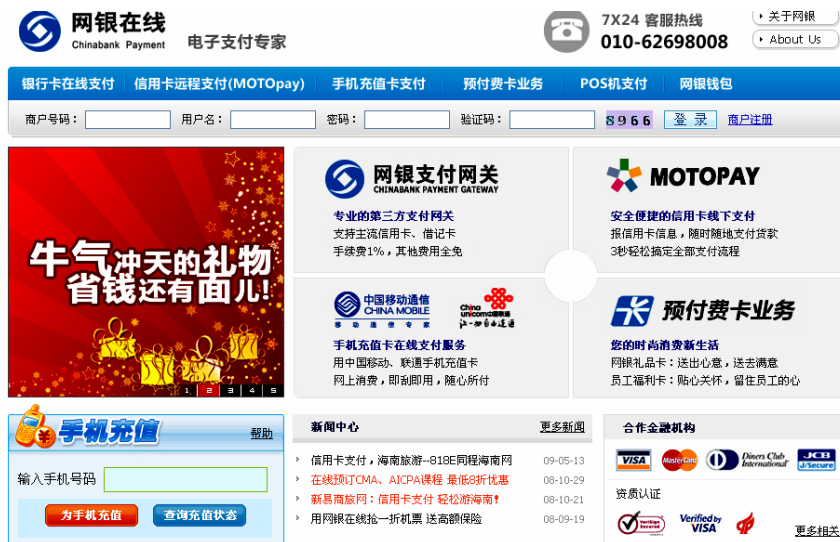 网银在线
Chinabank Payment
电子支付专家
7X24 客服热线
010-62698008
关于网银
About Us
银行卡在线支付
信用卡远程支付(MOTOpay)
手机充值卡支付
预付费卡业务
POS机支付
网银钱包
商户号码：
用户名：
密码：
验证码：
8966
登 录
商户注册
牛气冲天的礼物
省钱还有面儿!
1 2 3 4 5
网银支付网关
CHINABANK PAYMENT GATEWAY
专业的第三方支付网关
支持主流信用卡、借记卡
手续费1%，其他费用全免
MOTOPAY
安全便捷的信用卡线下支付
报信用卡信息，随时随地支付货款
3秒轻松搞定全部支付流程
中国移动通信
CHINA MOBILE
移动通信专家
China
unicom中国联通
让一切自由连通
手机充值卡在线支付服务
用中国移动、联通手机充值卡
网上消费，即刮即用，随心所付
预付费卡业务
您的时尚消费新生活
网银礼品卡：送出心意，送去满意
员工福利卡：贴心关怀，留住员工的心
手机充值
帮助
输入手机号码
为手机充值
查询充值状态
新闻中心
更多新闻
信用卡支付，海南旅游--818E同程海南网 09-05-13
在线预订CMA、AICPA课程 最低8折优惠 08-10-29
新易商旅网：信用卡支付 轻松游海南! 08-10-21
用网银在线抢一折机票 送高额保险 08-09-19
合作金融机构
VISA
MasterCard
Diners Club
International
JCB
J/Secure
资质认证
VeriSign
Secured
Verified by
VISA
更多相关